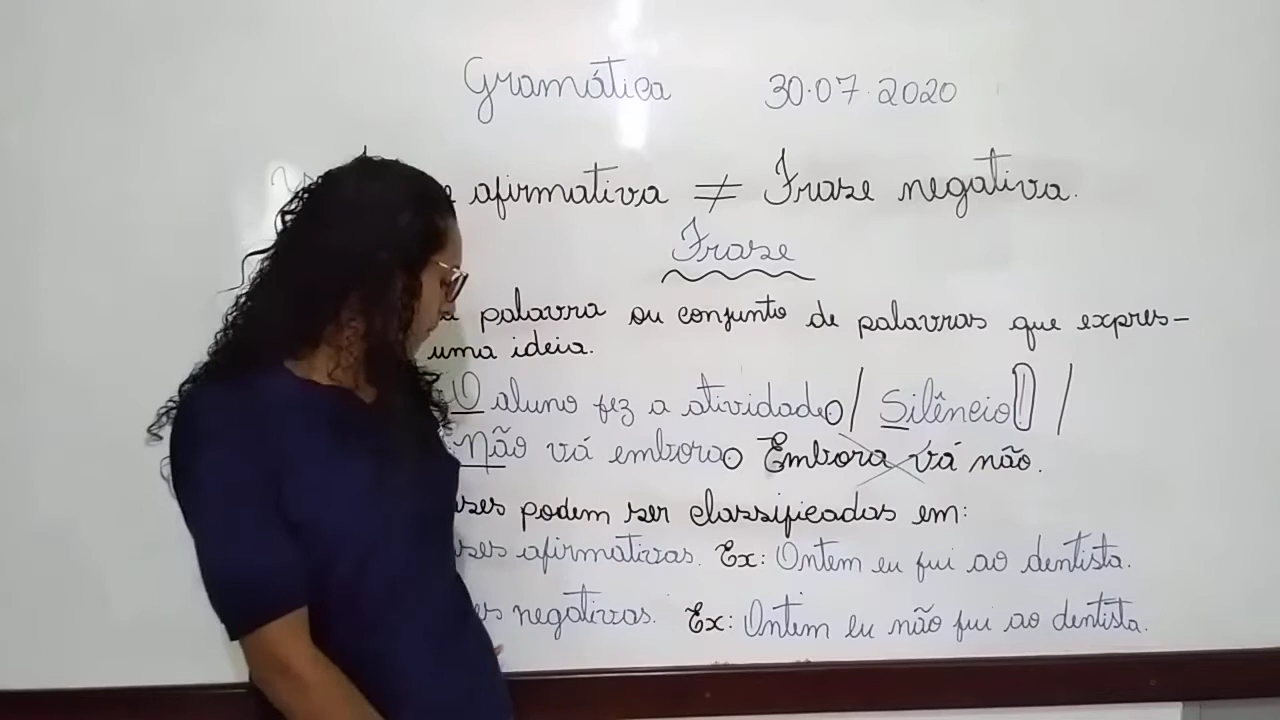 Gramática 30.07.2020
afirmativa ≠ Frase negativa.
Frase
palavra ou conjunto de palavras que expres-
uma ideia.
O aluno fez a atividade. / Silêncio! /
Não vá embora. Embora vá não.
podem ser classificadas em:
afirmativas. Ex: Ontem eu fui ao dentista.
negativas. Ex: Ontem eu não fui ao dentista.